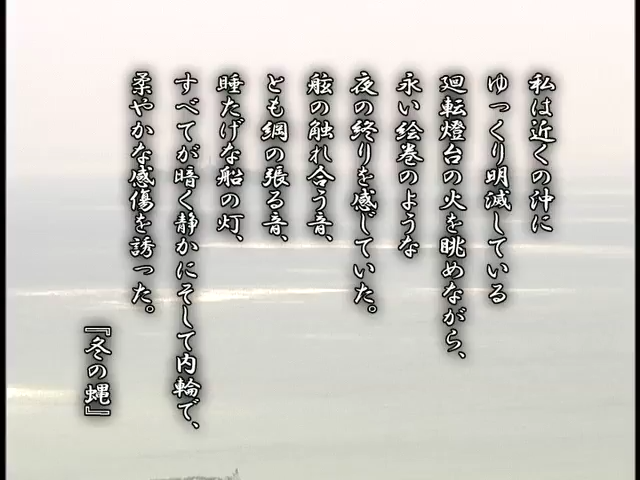 私は近くの沖に
ゆっくり明滅している
廻転燈台の火を眺めながら、
永い絵巻のような
夜の終りを感じていた。
舷の触れ合う音、
とも綱の張る音、
睡たげな船の灯、
すべてが暗く静かにそして内輪で、
柔やかな感傷を誘った。
『冬の蝿』